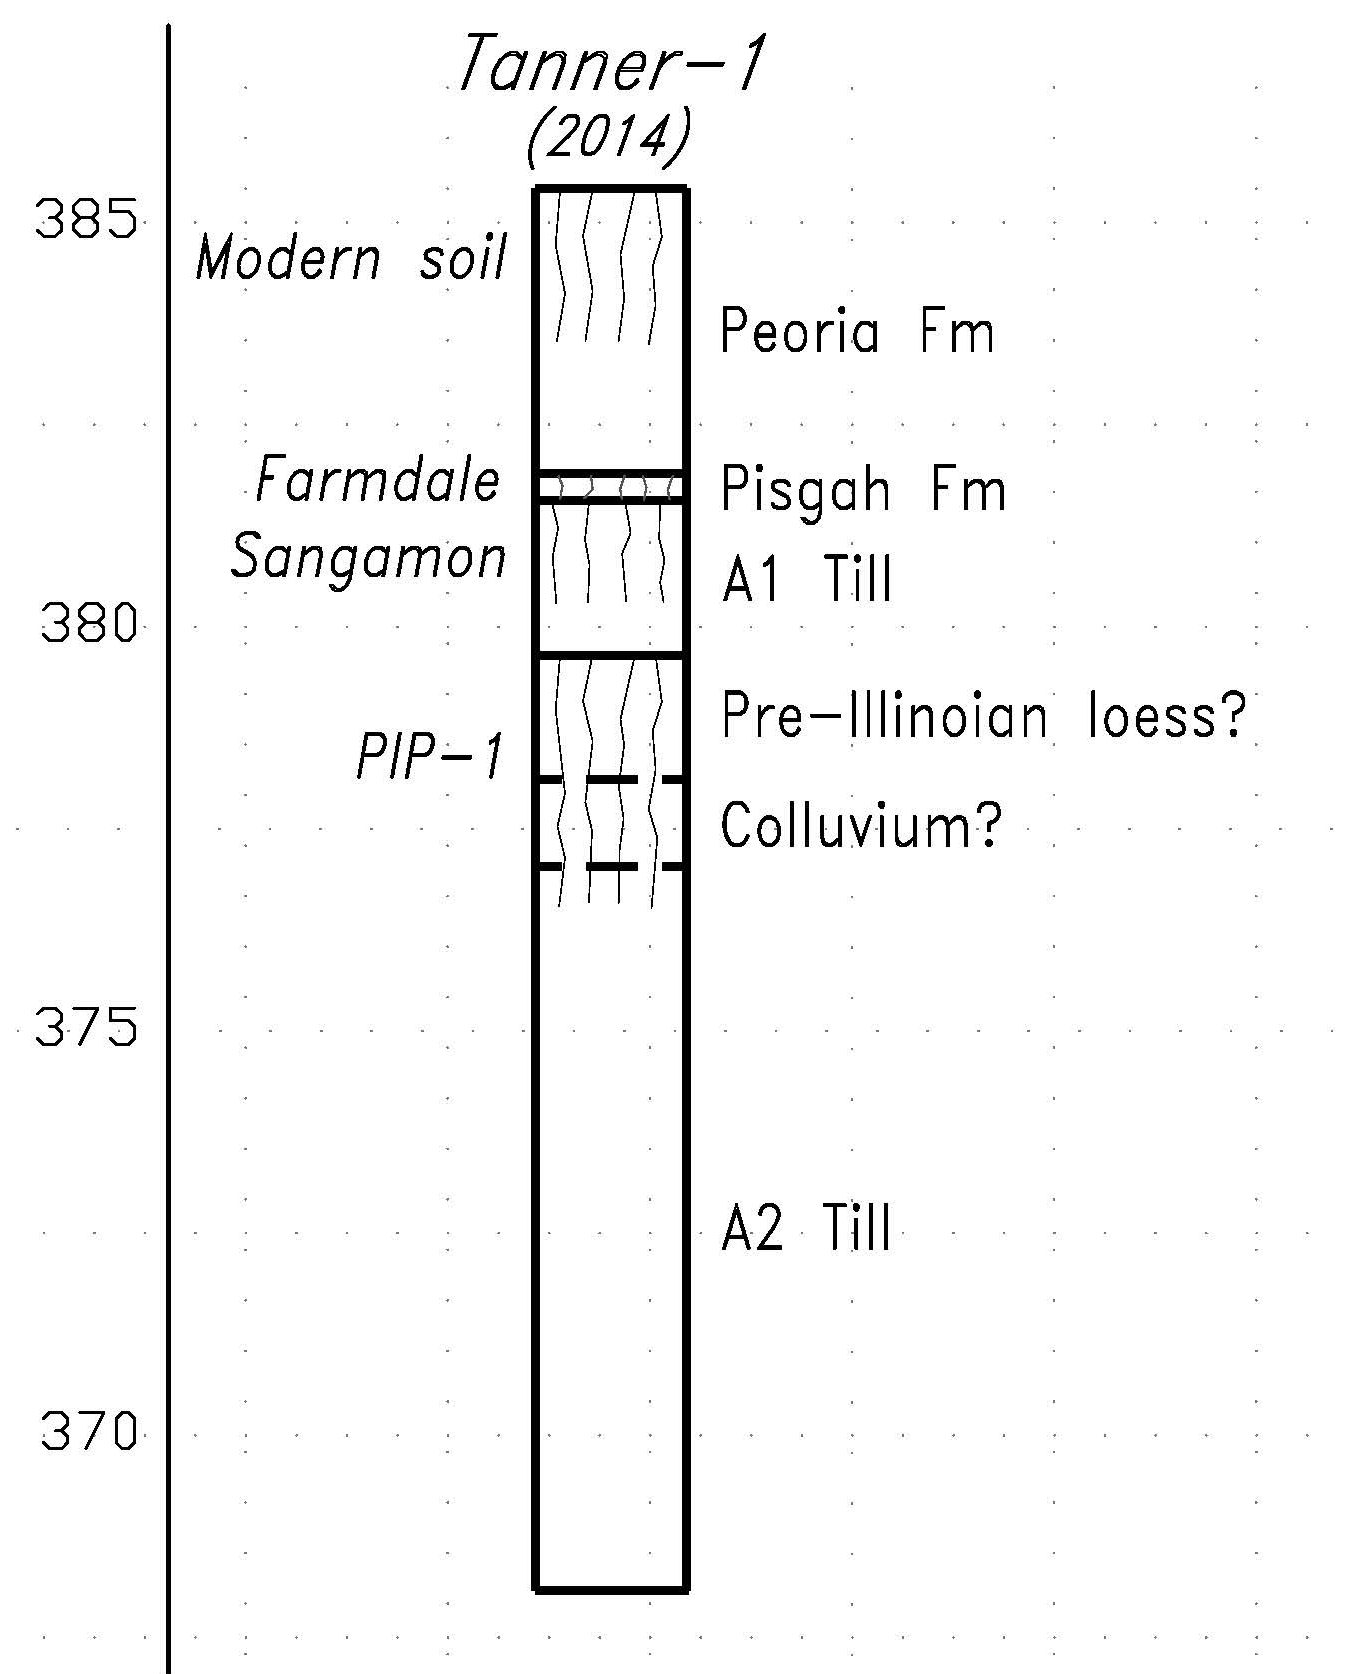 Tanner-1
(2014)
385
Modern soil
Peoria Fm
Farmdale
Pisgah Fm
Sangamon
A1 Till
380
Pre-Illinoian loess?
PIP-1
Colluvium?
375
A2 Till
370